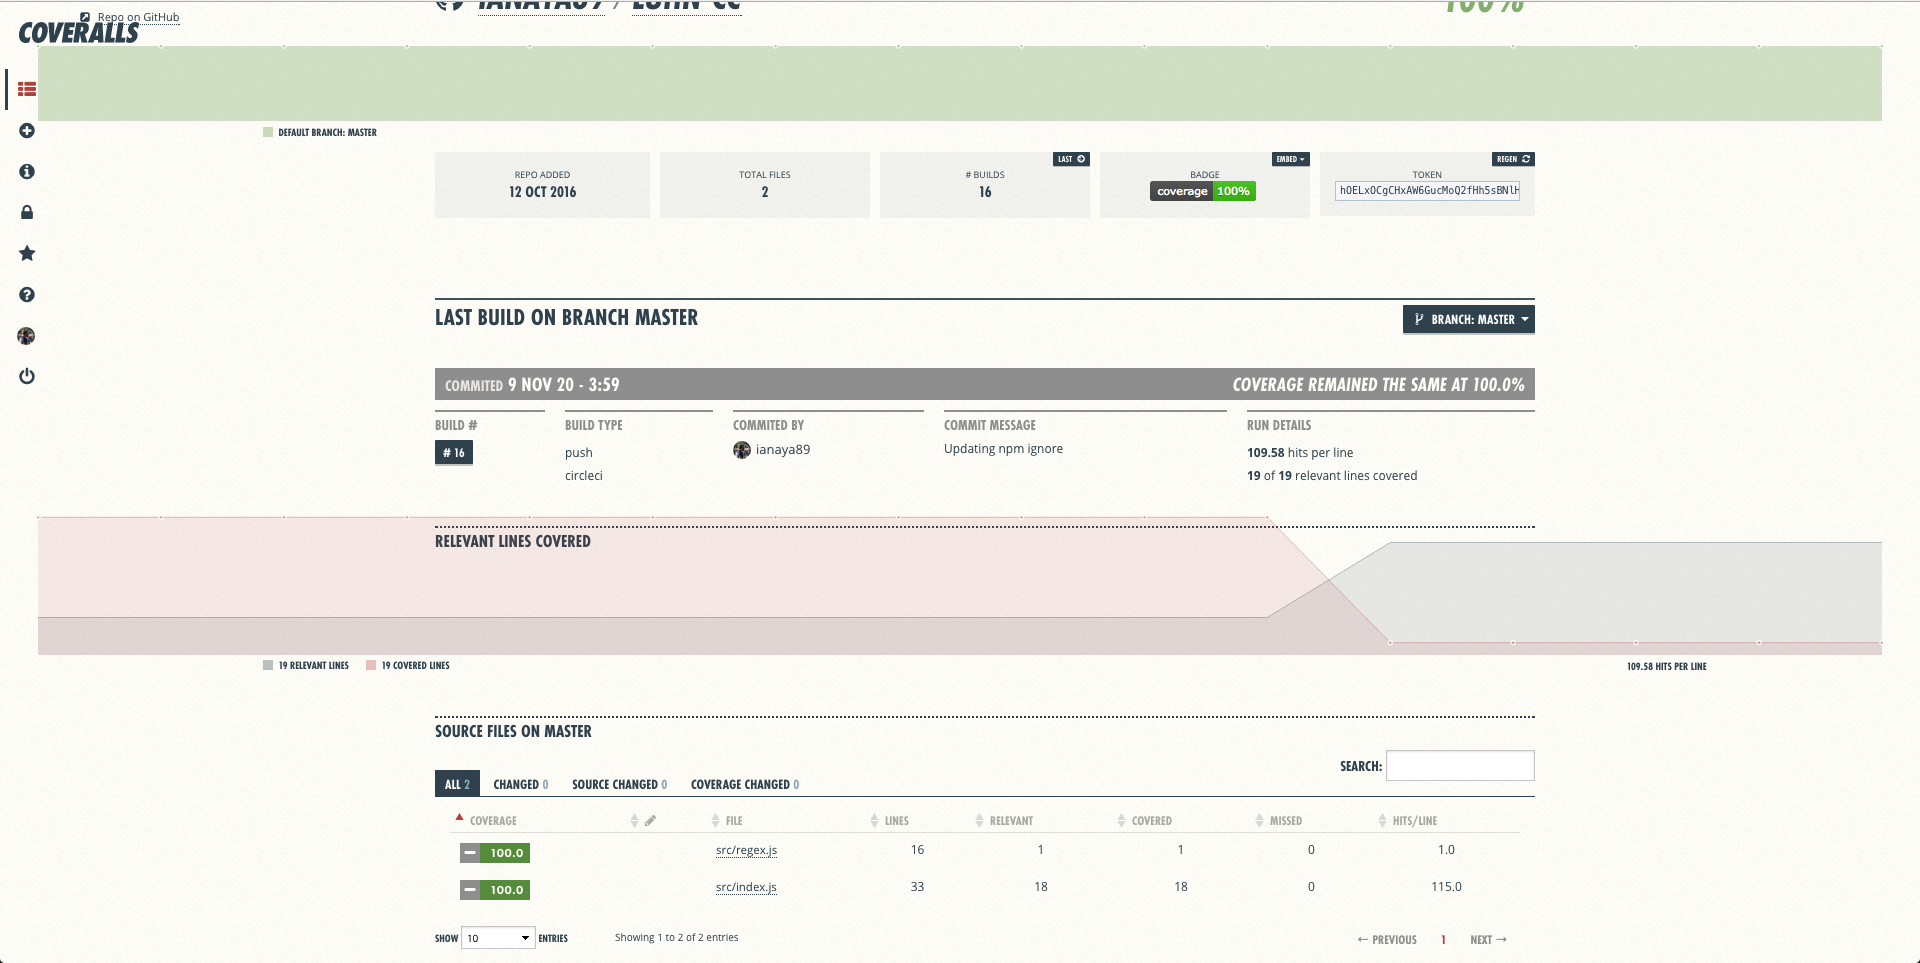 Repo on GitHub
COVERALLS
100%
DEFAULT BRANCH: MASTER
LAST
EMBED
REGEN
REPO ADDED
12 OCT 2016
TOTAL FILES
2
# BUILDS
16
BADGE
coverage 100%
TOKEN
LAST BUILD ON BRANCH MASTER
BRANCH: MASTER
COMMITED 9 NOV 20 - 3:59
COVERAGE REMAINED THE SAME AT 100.0%
BUILD #
BUILD TYPE
COMMITED BY
COMMIT MESSAGE
RUN DETAILS
# 16
push
circleci
ianaya89
Updating npm ignore
109.58 hits per line
19 of 19 relevant lines covered
RELEVANT LINES COVERED
19 RELEVANT LINES
19 COVERED LINES
109.58 HITS PER LINE
SOURCE FILES ON MASTER
SEARCH:
ALL 2
CHANGED 0
SOURCE CHANGED 0
COVERAGE CHANGED 0
COVERAGE FILE LINES RELEVANT COVERED MISSED HITS/LINE
100.0 src/regex.js 16 1 1 0 1.0
100.0 src/index.js 33 18 18 0 115.0
SHOW 10 ENTRIES
Showing 1 to 2 of 2 entries
← PREVIOUS 1 NEXT →